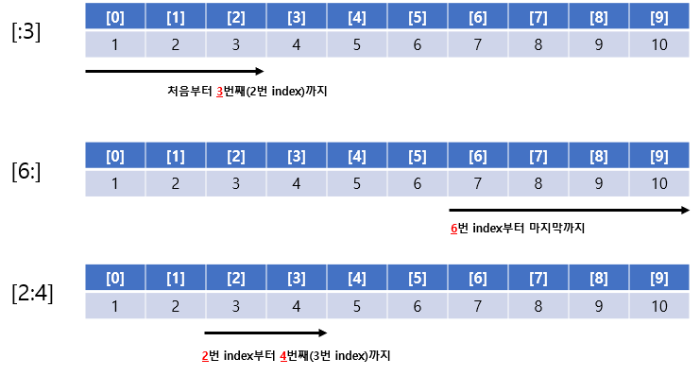 [:3]
[0] [1] [2] [3] [4] [5] [6] [7] [8] [9]
1 2 3 4 5 6 7 8 9 10
처음부터 3번째(2번 index)까지
[6:]
[0] [1] [2] [3] [4] [5] [6] [7] [8] [9]
1 2 3 4 5 6 7 8 9 10
6번 index부터 마지막까지
[2:4]
[0] [1] [2] [3] [4] [5] [6] [7] [8] [9]
1 2 3 4 5 6 7 8 9 10
2번 index부터 4번째(3번 index)까지